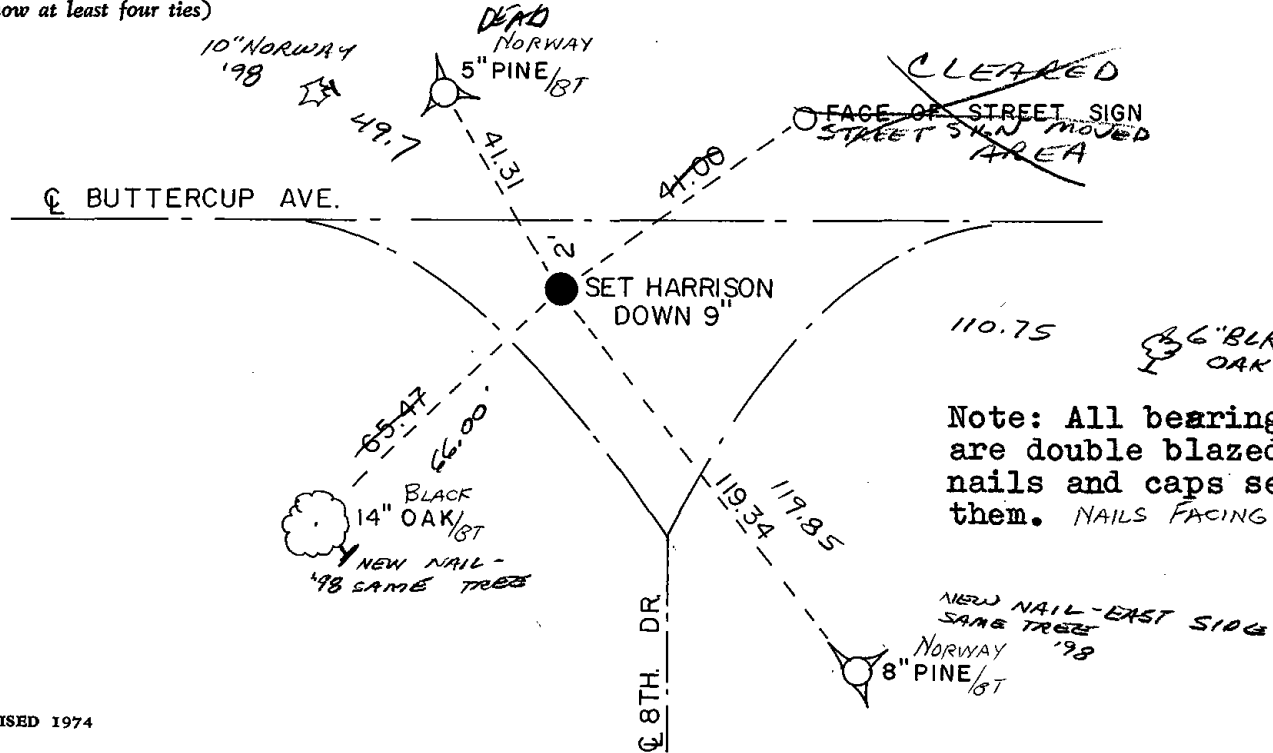 ow at least four ties)
DEAD
NORWAY
5" PINE/BT
10" NORWAY
'98
49.7
41.31
41.00
CLEARED
FACE OF STREET SIGN
STREET SIGN MOVED
AREA
℄ BUTTERCUP AVE.
2'
SET HARRISON
DOWN 9"
110.75
6" BLK
OAK
65.47
66.00'
Note: All bearing
are double blazed
nails and caps se
them. NAILS FACING
BLACK
14" OAK/BT
NEW NAIL-
'98 SAME TREE
119.34
119.85
NEW NAIL-EAST SIDE
SAME TREE
'98
NORWAY
8" PINE/BT
℄ 8TH. DR.
ISED 1974